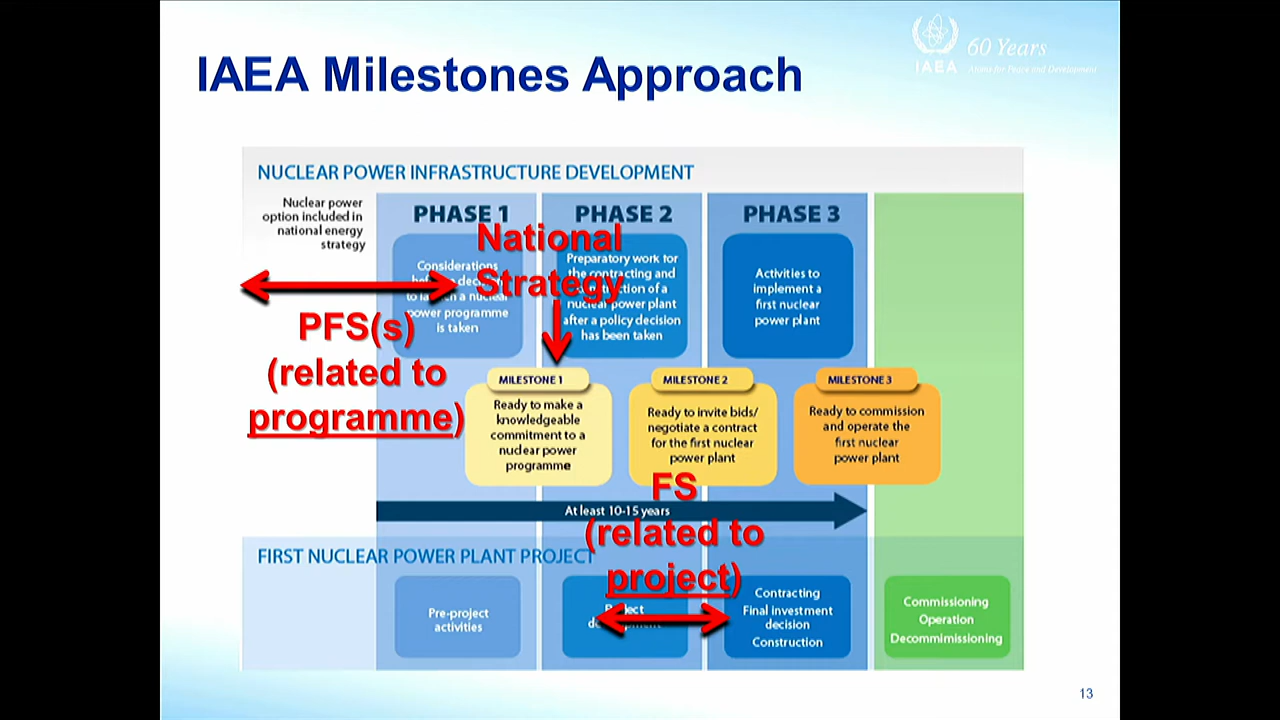 IAEA Milestones Approach
IAEA
60 Years
Atoms for Peace and Development
NUCLEAR POWER INFRASTRUCTURE DEVELOPMENT
Nuclear power
option included in
national energy
strategy
PHASE 1
PHASE 2
PHASE 3
Considerations
to a nuclear
power programme
is taken
Preparatory work for
the contracting and
of a
nuclear power plant
after a policy decision
has been taken
Activities to
implement a
first nuclear
power plant
National
Strategy
PFS(s)
(related to
programme)
MILESTONE 1
Ready to make a
knowledgeable
commitment to a
nuclear power
programme
MILESTONE 2
Ready to invite bids/
negotiate a contract
for the first nuclear
power plant
MILESTONE 3
Ready to commission
and operate the
first nuclear
power plant
At least 10-15 years
FS
(related to
project)
FIRST NUCLEAR POWER PLANT PROJECT
Pre-project
activities
Contracting
Final investment
decision
Construction
Commissioning
Operation
Decommimissioning
13